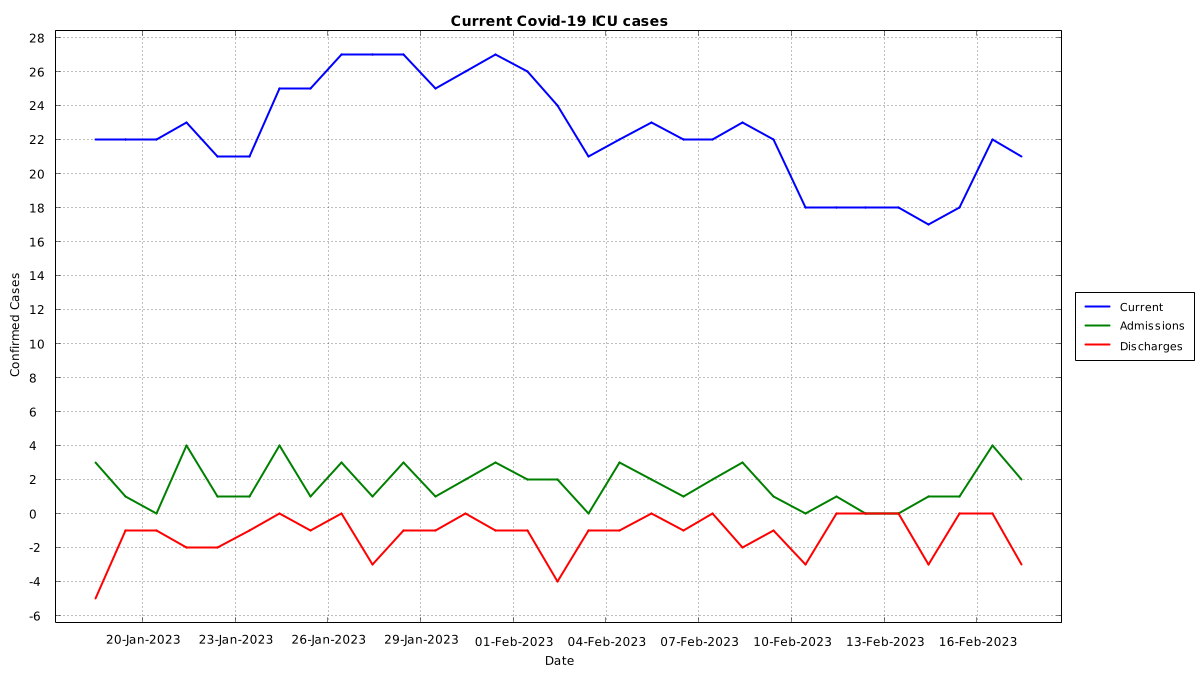 Current Covid-19 ICU cases
28
26
24
22
20
18
16
14
12
10
8
6
4
2
0
-2
-4
-6
Confirmed Cases
20-Jan-2023 23-Jan-2023 26-Jan-2023 29-Jan-2023 01-Feb-2023 04-Feb-2023 07-Feb-2023 10-Feb-2023 13-Feb-2023 16-Feb-2023
Date
Current
Admissions
Discharges